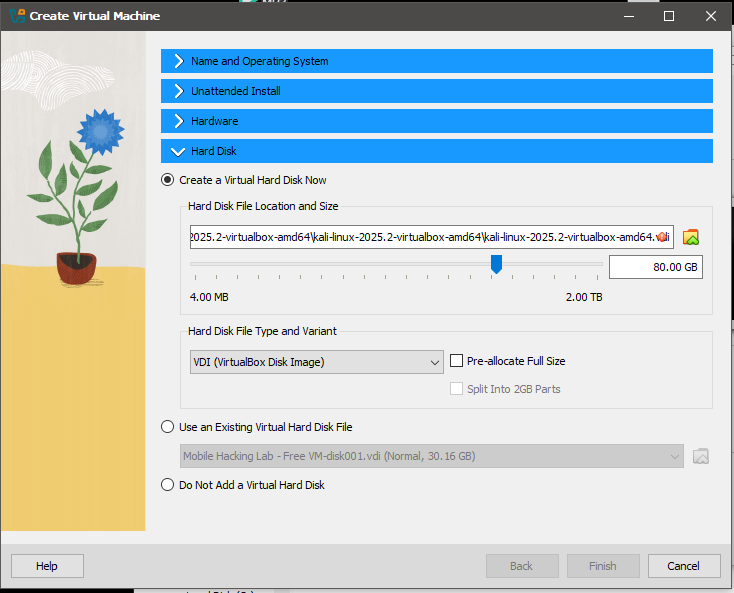 Create Virtual Machine
Name and Operating System
Unattended Install
Hardware
Hard Disk
Create a Virtual Hard Disk Now
Hard Disk File Location and Size
2025.2-virtualbox-amd64\kali-linux-2025.2-virtualbox-amd64\kali-linux-2025.2-virtualbox-amd64.vdi
80.00 GB
4.00 MB
2.00 TB
Hard Disk File Type and Variant
VDI (VirtualBox Disk Image)
Pre-allocate Full Size
Split Into 2GB Parts
Use an Existing Virtual Hard Disk File
Mobile Hacking Lab - Free VM-disk001.vdi (Normal, 30.16 GB)
Do Not Add a Virtual Hard Disk
Help
Back
Finish
Cancel